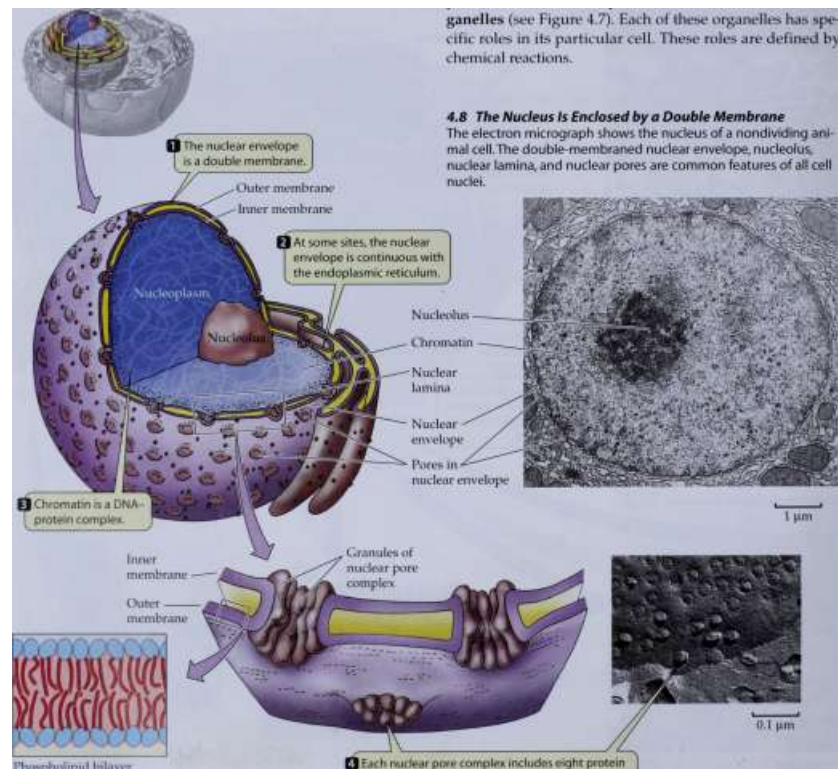 ganelles (see Figure 4.7). Each of these organelles has spe-
cific roles in its particular cell. These roles are defined by
chemical reactions.
4.8 The Nucleus Is Enclosed by a Double Membrane
The electron micrograph shows the nucleus of a nondividing ani-
mal cell. The double-membraned nuclear envelope, nucleolus,
nuclear lamina, and nuclear pores are common features of all cell
nuclei.
1 The nuclear envelope
is a double membrane.
Outer membrane
Inner membrane
2 At some sites, the nuclear
envelope is continuous with
the endoplasmic reticulum.
Nucleoplasm
Nucleolus
Nucleolus
Chromatin
Nuclear
lamina
Nuclear
envelope
Pores in
nuclear envelope
3 Chromatin is a DNA–
protein complex.
1 µm
Inner
membrane
Outer
membrane
Granules of
nuclear pore
complex
0.1 µm
Phospholipid bilayer
4 Each nuclear pore complex includes eight protein